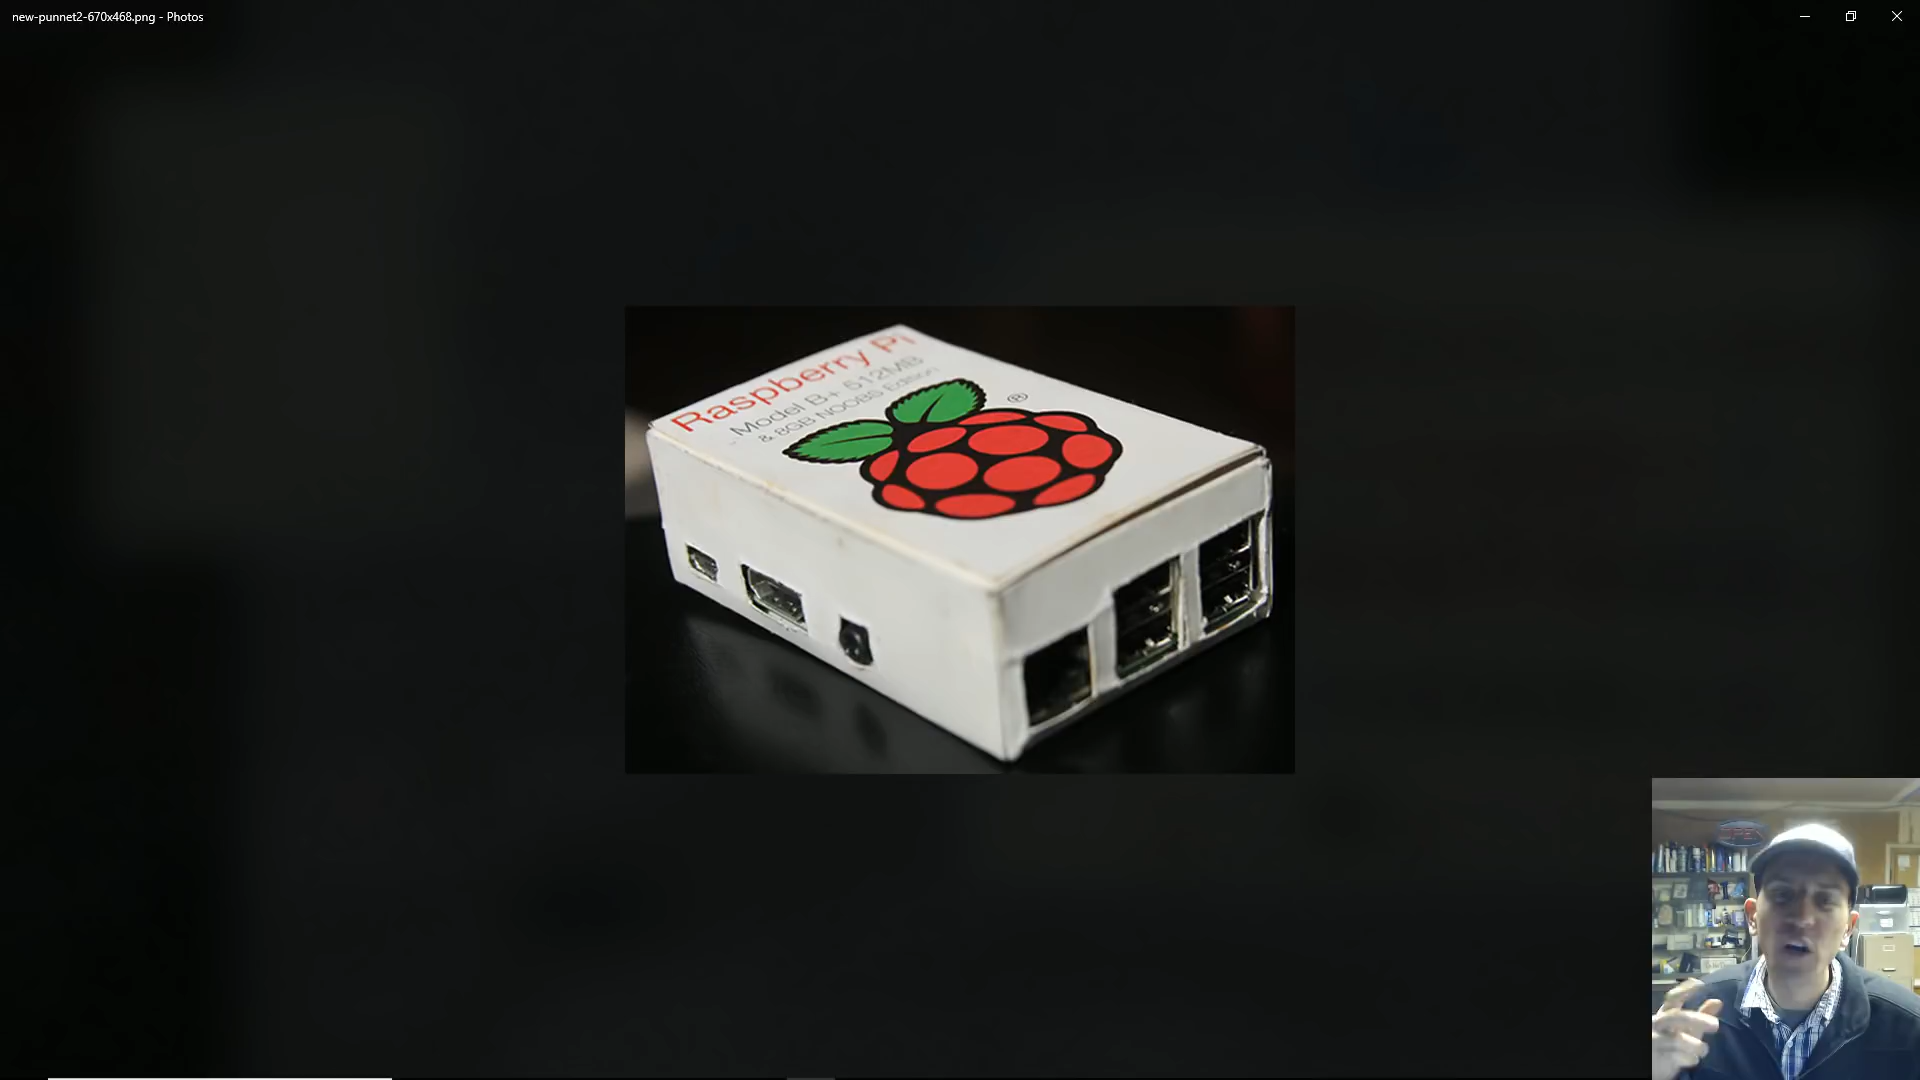 new-punnet2-670x468.png - Photos
Raspberry Pi
Model B+ 512MB
& 8GB NOOBS Edition
®